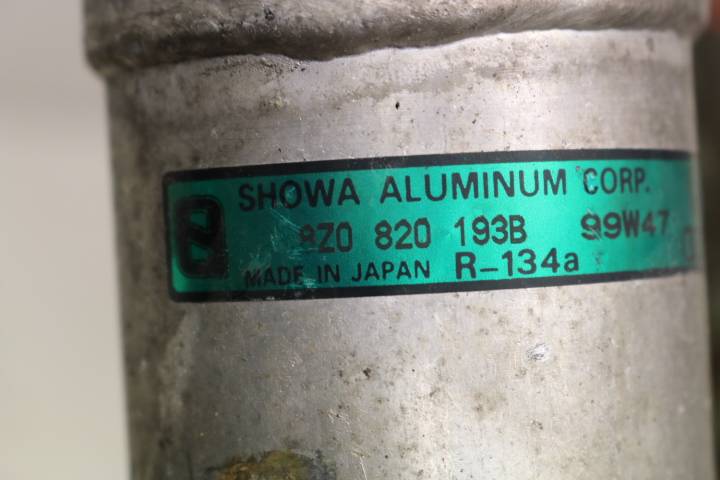 SHOWA ALUMINUM CORP.
8Z0 820 193B 99W47
MADE IN JAPAN R-134a